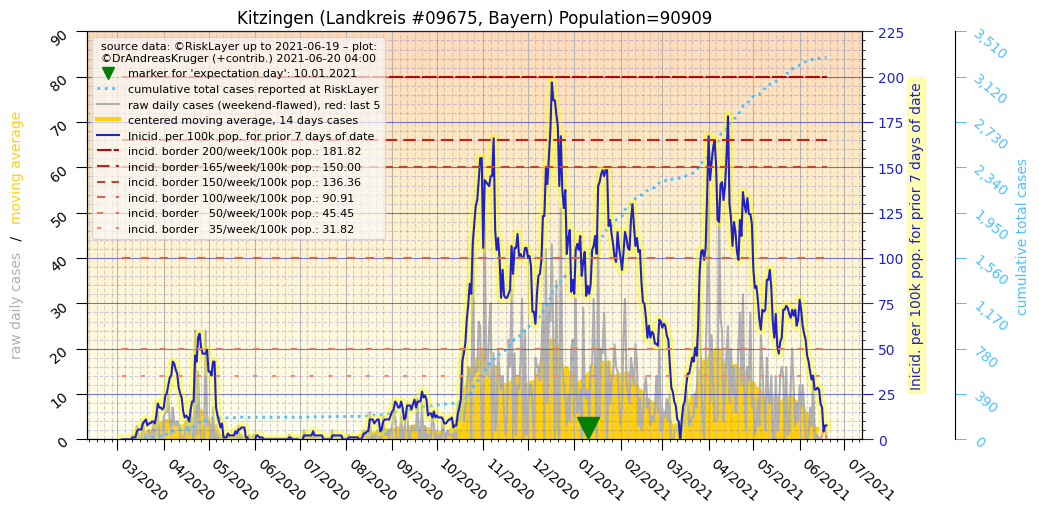 Kitzingen (Landkreis #09675, Bayern) Population=90909
source data: ©RiskLayer up to 2021-06-19 – plot:
©DrAndreasKruger (+contrib.) 2021-06-20 04:00
marker for 'expectation day': 10.01.2021
cumulative total cases reported at RiskLayer
raw daily cases (weekend-flawed), red: last 5
centered moving average, 14 days cases
Inicid. per 100k pop. for prior 7 days of date
incid. border 200/week/100k pop.: 181.82
incid. border 165/week/100k pop.: 150.00
incid. border 150/week/100k pop.: 136.36
incid. border 100/week/100k pop.: 90.91
incid. border   50/week/100k pop.: 45.45
incid. border   35/week/100k pop.: 31.82
raw daily cases / moving average
90
80
70
60
50
40
30
20
10
0
225
200
175
150
125
100
75
50
25
0
Inicid. per 100k pop. for prior 7 days of date
3,510
3,120
2,730
2,340
1,950
1,560
1,170
780
390
0
cumulative total cases
03/2020
04/2020
05/2020
06/2020
07/2020
08/2020
09/2020
10/2020
11/2020
12/2020
01/2021
02/2021
03/2021
04/2021
05/2021
06/2021
07/2021